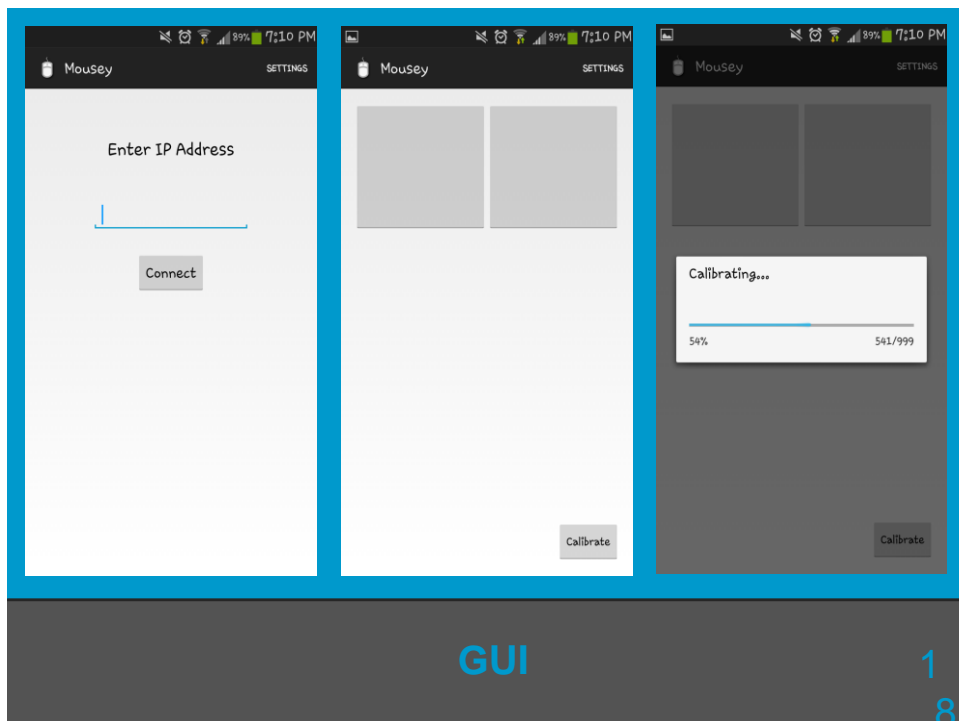 89% 7:10 PM
Mousey SETTINGS
Enter IP Address
Connect
89% 7:10 PM
Mousey SETTINGS
Calibrate
89% 7:10 PM
Mousey SETTINGS
Calibrating...
54% 541/999
Calibrate
GUI
1
8